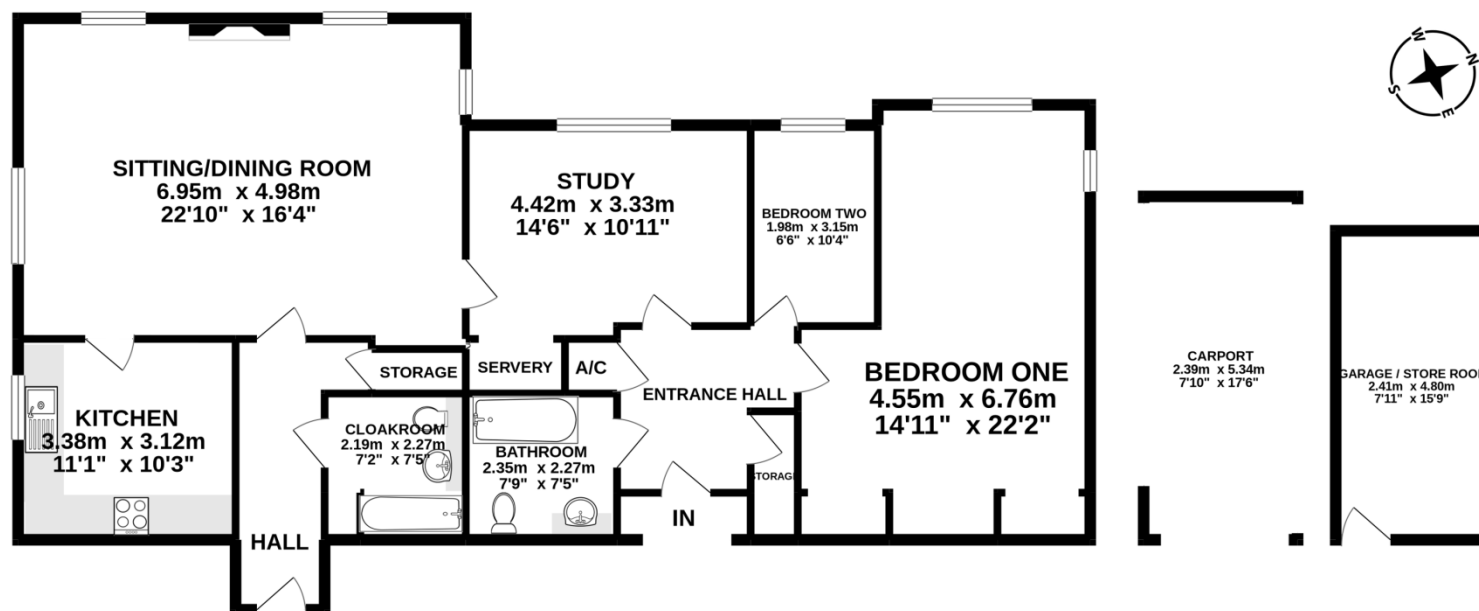 W
N
S
E
SITTING/DINING ROOM
6.95m x 4.98m
22'10" x 16'4"
STUDY
4.42m x 3.33m
14'6" x 10'11"
BEDROOM TWO
1.98m x 3.15m
6'6" x 10'4"
BEDROOM ONE
4.55m x 6.76m
14'11" x 22'2"
CARPORT
2.39m x 5.34m
7'10" x 17'6"
GARAGE / STORE ROOM
2.41m x 4.80m
7'11" x 15'9"
KITCHEN
3.38m x 3.12m
11'1" x 10'3"
STORAGE
SERVERY
A/C
ENTRANCE HALL
CLOAKROOM
2.19m x 2.27m
7'2" x 7'5"
BATHROOM
2.35m x 2.27m
7'9" x 7'5"
STORAGE
IN
HALL